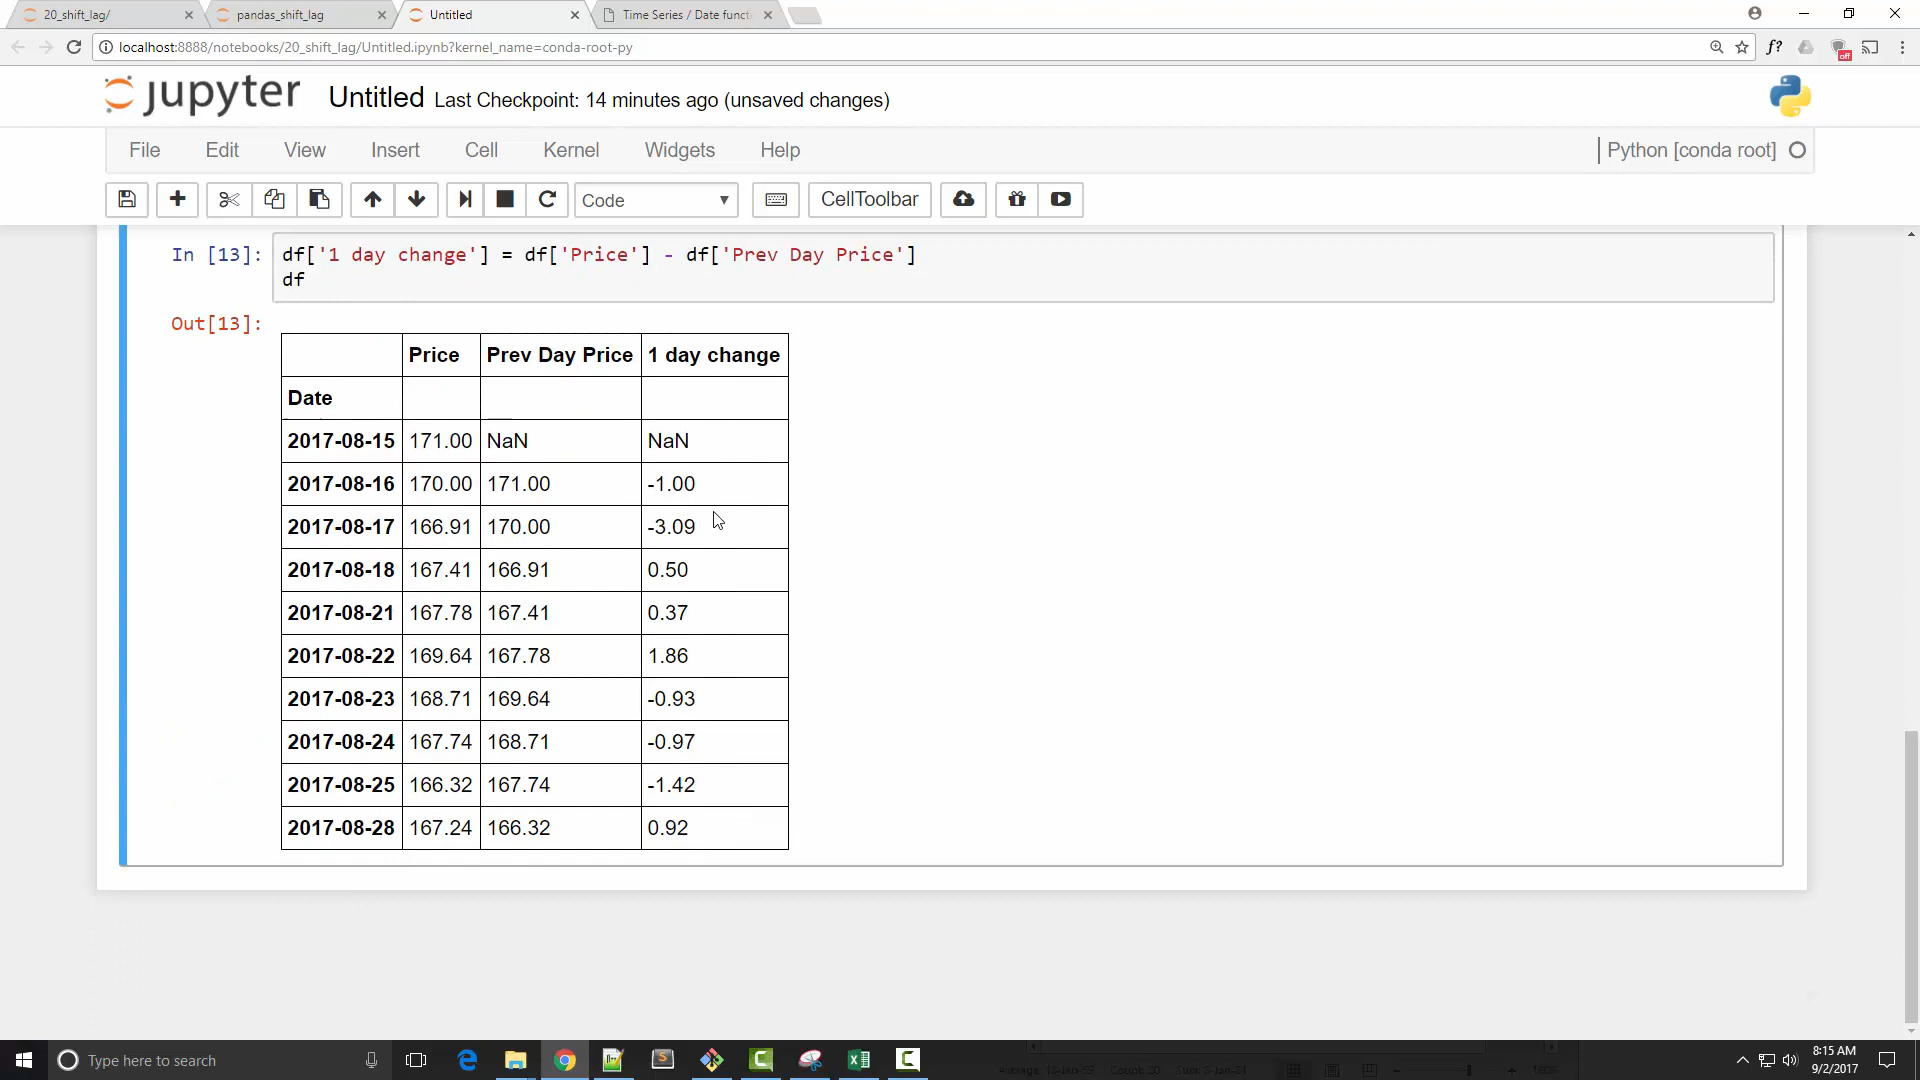 20_shift_lag/
pandas_shift_lag
Untitled
Time Series / Date funct
localhost:8888/notebooks/20_shift_lag/Untitled.ipynb?kernel_name=conda-root-py
f?
off
jupyter
Untitled Last Checkpoint: 14 minutes ago (unsaved changes)
File Edit View Insert Cell Kernel Widgets Help
Python [conda root]
Code
CellToolbar
In [13]: df['1 day change'] = df['Price'] - df['Prev Day Price']
df
Out[13]:
Price Prev Day Price 1 day change
Date
2017-08-15 171.00 NaN NaN
2017-08-16 170.00 171.00 -1.00
2017-08-17 166.91 170.00 -3.09
2017-08-18 167.41 166.91 0.50
2017-08-21 167.78 167.41 0.37
2017-08-22 169.64 167.78 1.86
2017-08-23 168.71 169.64 -0.93
2017-08-24 167.74 168.71 -0.97
2017-08-25 166.32 167.74 -1.42
2017-08-28 167.24 166.32 0.92
Type here to search
8:15 AM
9/2/2017